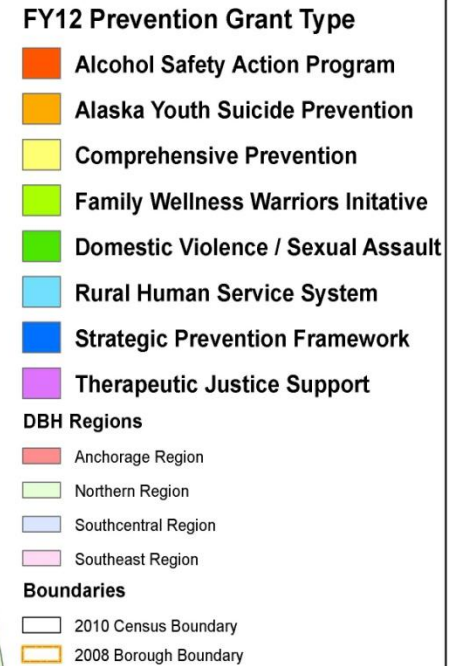 FY12 Prevention Grant Type
Alcohol Safety Action Program
Alaska Youth Suicide Prevention
Comprehensive Prevention
Family Wellness Warriors Initative
Domestic Violence / Sexual Assault
Rural Human Service System
Strategic Prevention Framework
Therapeutic Justice Support
DBH Regions
Anchorage Region
Northern Region
Southcentral Region
Southeast Region
Boundaries
2010 Census Boundary
2008 Borough Boundary